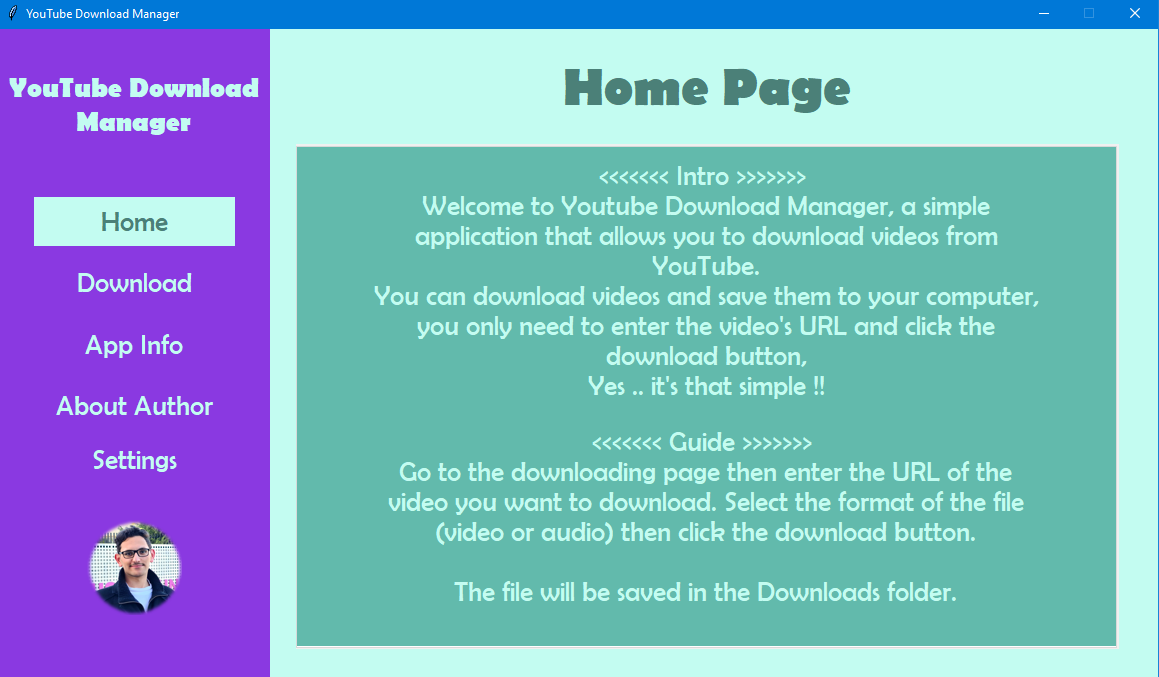 YouTube Download Manager
YouTube Download
Manager
Home
Download
App Info
About Author
Settings
Home Page
<<<<<<< Intro >>>>>>>
Welcome to Youtube Download Manager, a simple
application that allows you to download videos from
YouTube.
You can download videos and save them to your computer,
you only need to enter the video's URL and click the
download button,
Yes .. it's that simple !!
<<<<<<< Guide >>>>>>>
Go to the downloading page then enter the URL of the
video you want to download. Select the format of the file
(video or audio) then click the download button.
The file will be saved in the Downloads folder.